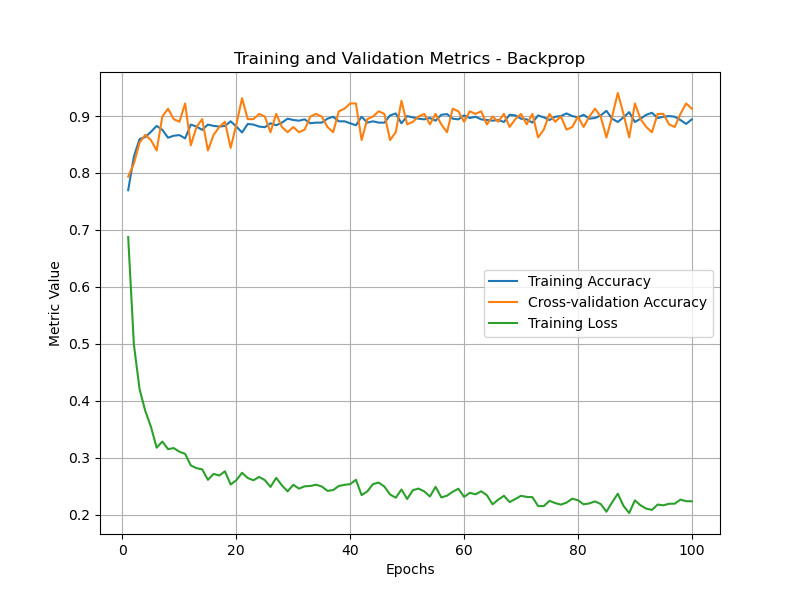 Training and Validation Metrics - Backprop
Metric Value
0.9
0.8
0.7
0.6
0.5
0.4
0.3
0.2
Training Accuracy
Cross-validation Accuracy
Training Loss
0
20
40
60
80
100
Epochs